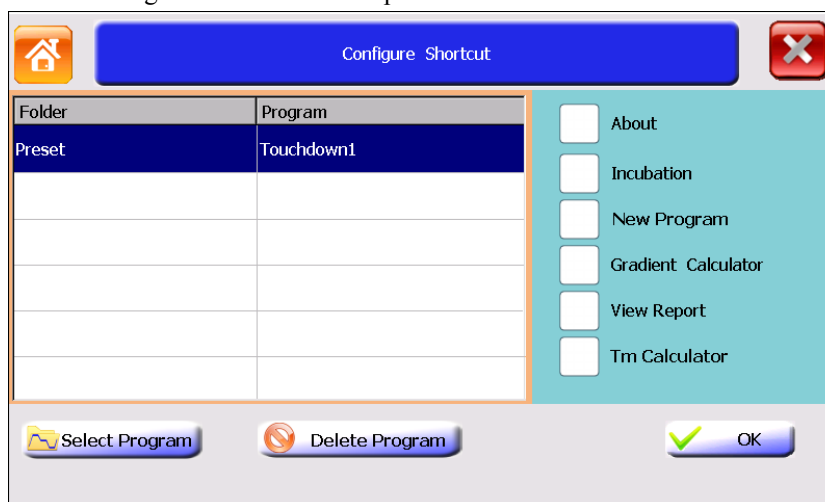 Configure Shortcut
Folder Program
Preset Touchdown1
About
Incubation
New Program
Gradient Calculator
View Report
Tm Calculator
Select Program
Delete Program
OK